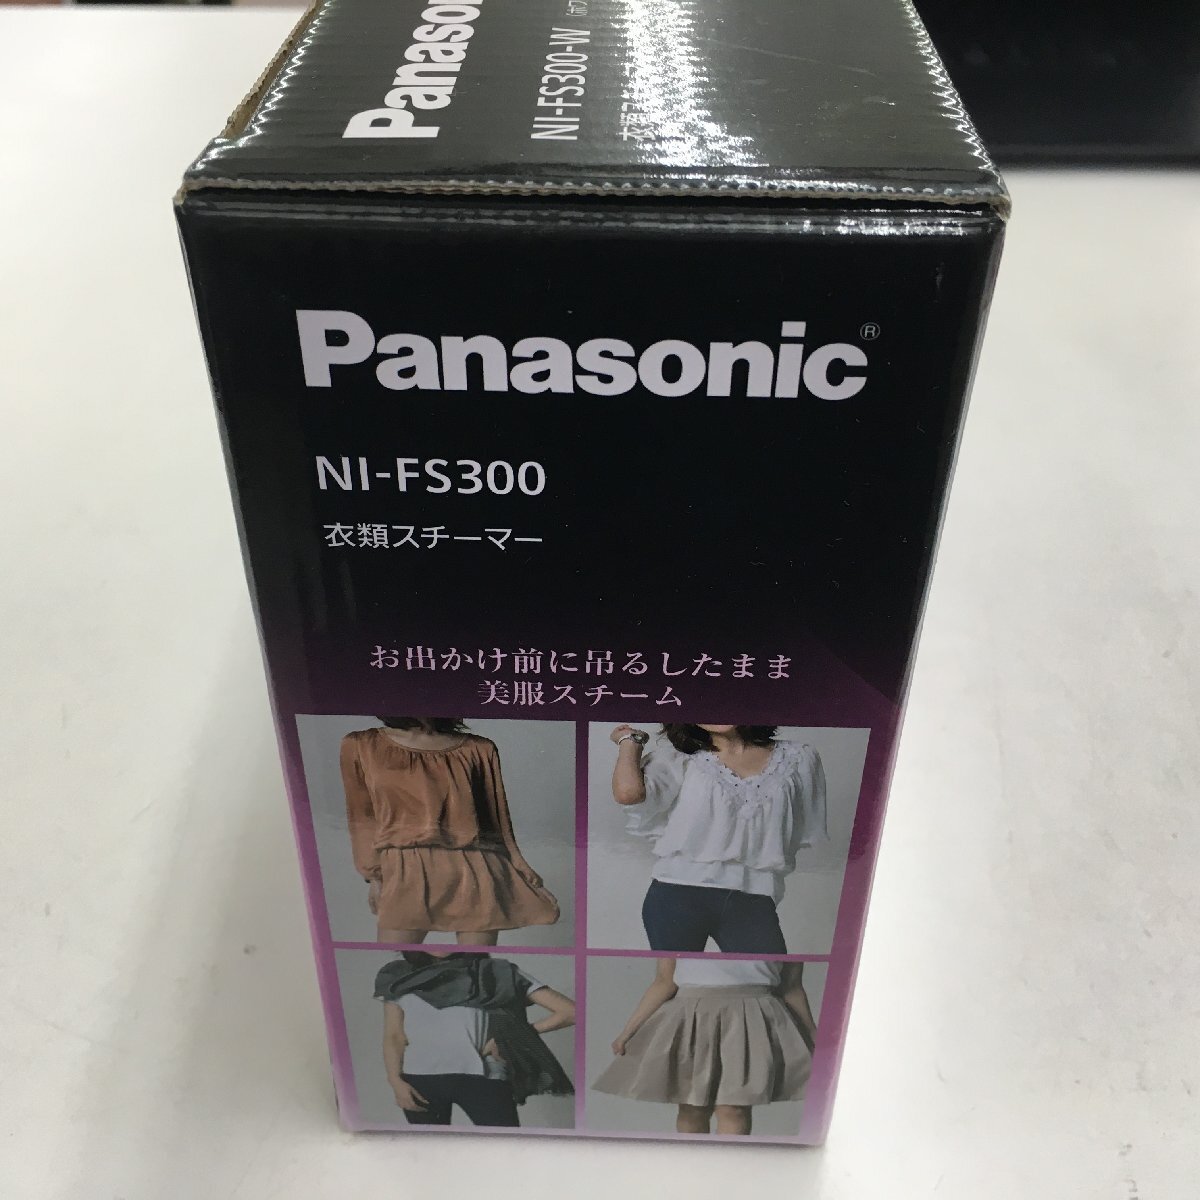 Panasonic
NI-FS300-W
Panasonic®
NI-FS300
衣類スチーマー
お出かけ前に吊るしたまま
美服スチーム